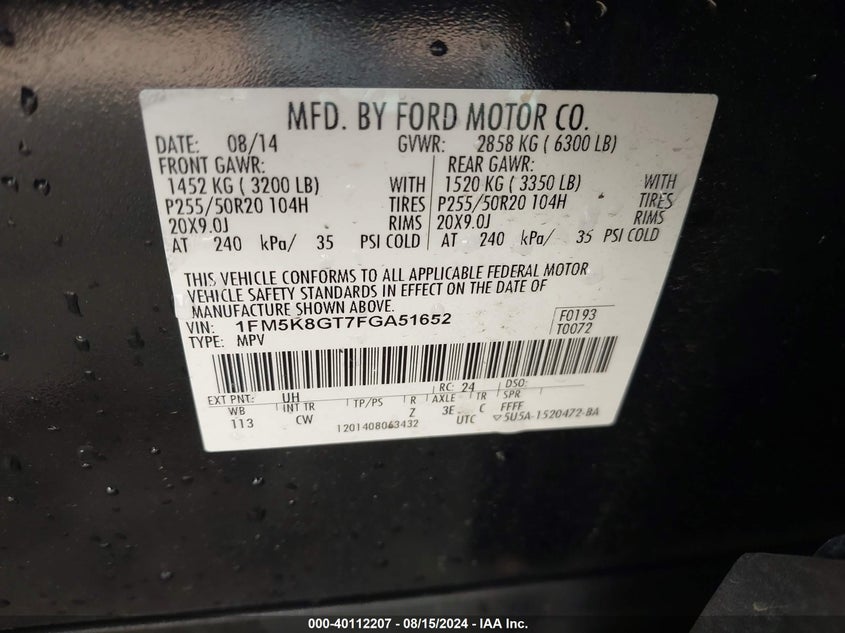 MFD. BY FORD MOTOR CO.
DATE: 08/14 GVWR: 2858 KG ( 6300 LB)
FRONT GAWR: REAR GAWR:
1452 KG ( 3200 LB) WITH 1520 KG ( 3350 LB) WITH
P255/50R20 104H TIRES P255/50R20 104H TIRES
20X9.0J RIMS 20X9.0J RIMS
AT 240 kPa/ 35 PSI COLD AT 240 kPa/ 35 PSI COLD
THIS VEHICLE CONFORMS TO ALL APPLICABLE FEDERAL MOTOR
VEHICLE SAFETY STANDARDS IN EFFECT ON THE DATE OF
MANUFACTURE SHOWN ABOVE.
VIN: 1FM5K8GT7FGA51652 F0193
TYPE: MPV T0072
EXT PNT: UH RC: 24 DSO:
WB INT TR TP/PS R AXLE TR SPR
113 CW Z 3E C FFFF
1201408063432 UTC ▽5U5A-1520472-BA
000-40112207 - 08/15/2024 - IAA Inc.